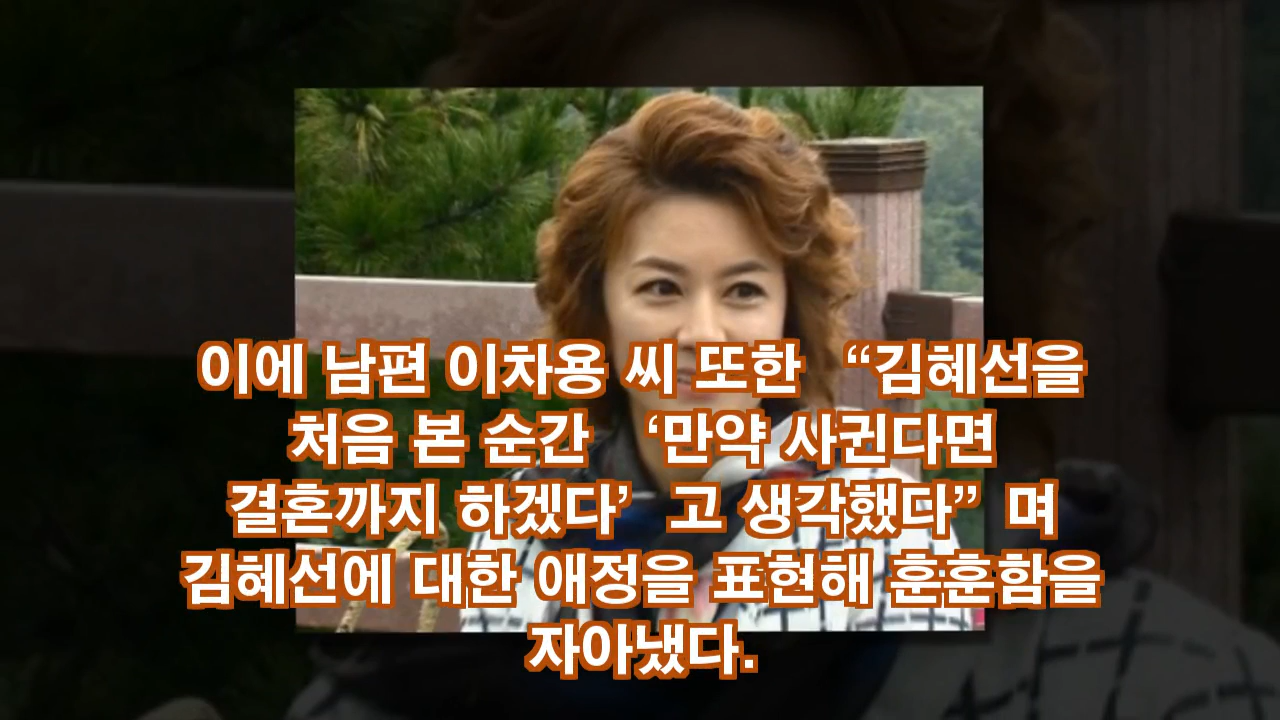 이에 남편 이차용 씨 또한 “김혜선을
처음 본 순간 ‘만약 사귄다면
결혼까지 하겠다’ 고 생각했다” 며
김혜선에 대한 애정을 표현해 훈훈함을
자아냈다.